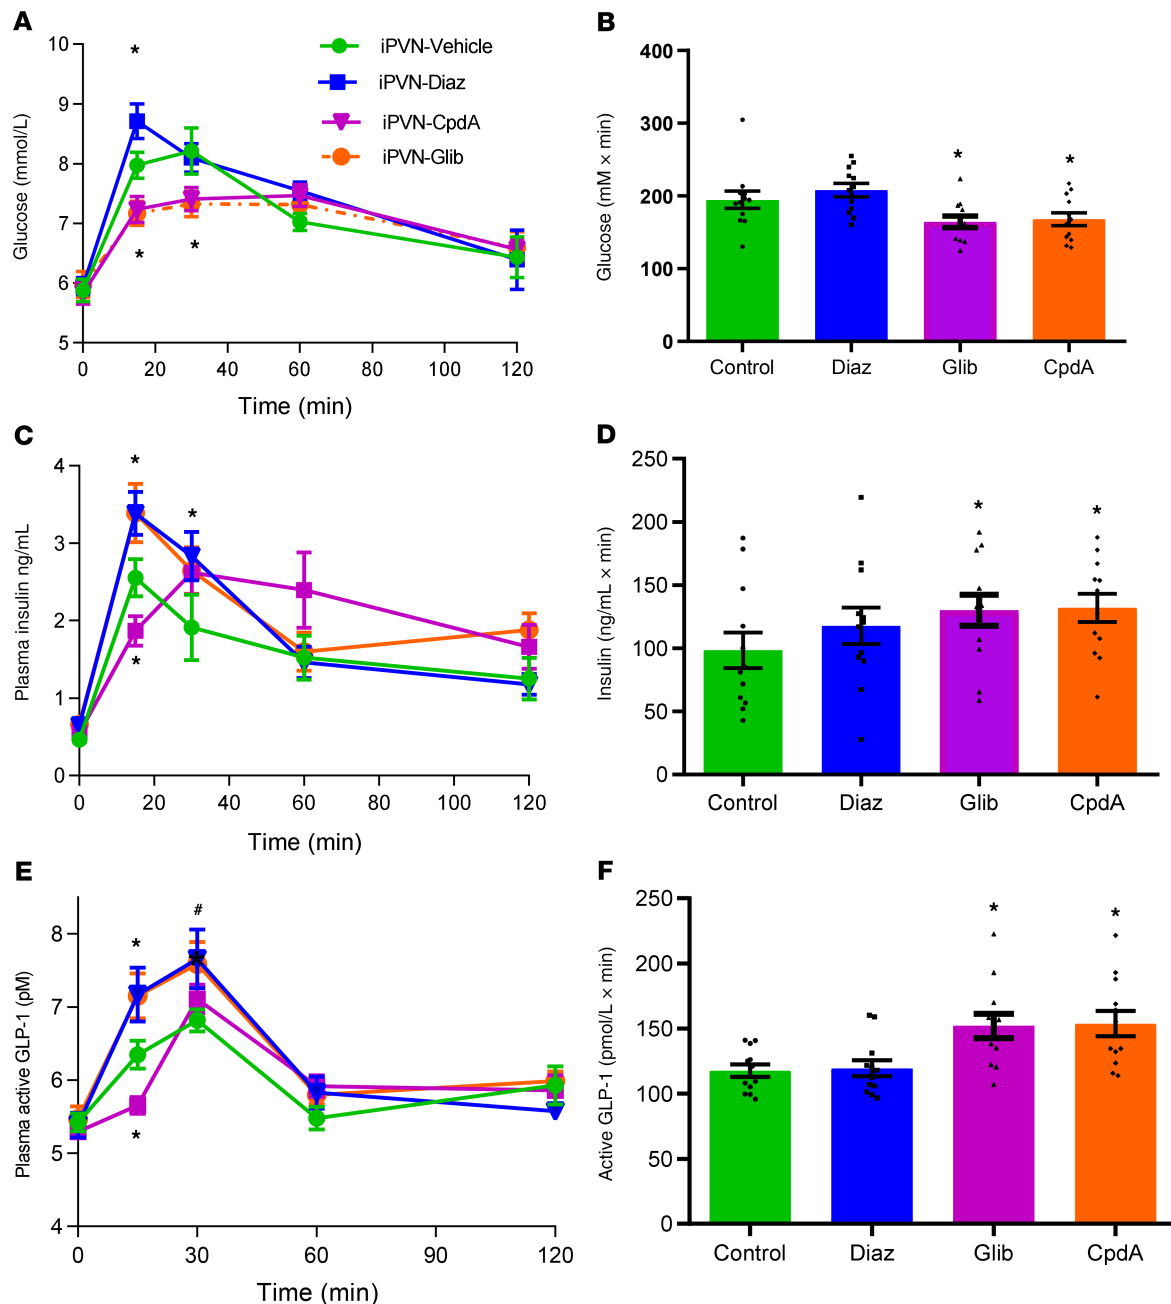 A
10
9
8
7
6
5
Glucose (mmol/L)
*
*
*
iPVN-Vehicle
iPVN-Diaz
iPVN-CpdA
iPVN-Glib
0 20 40 60 80 100 120
Time (min)
B
400
300
200
100
0
Glucose (mM × min)
*
*
Control Diaz Glib CpdA
C
4
3
2
1
0
Plasma insulin ng/mL
*
*
*
0 20 40 60 80 100 120
Time (min)
D
250
200
150
100
50
0
Insulin (ng/mL × min)
*
*
Control Diaz Glib CpdA
E
8
7
6
5
4
Plasma active GLP-1 (pM)
#
*
*
*
0 30 60 90 120
Time (min)
F
250
200
150
100
50
0
Active GLP-1 (pmol/L × min)
*
*
Control Diaz Glib CpdA